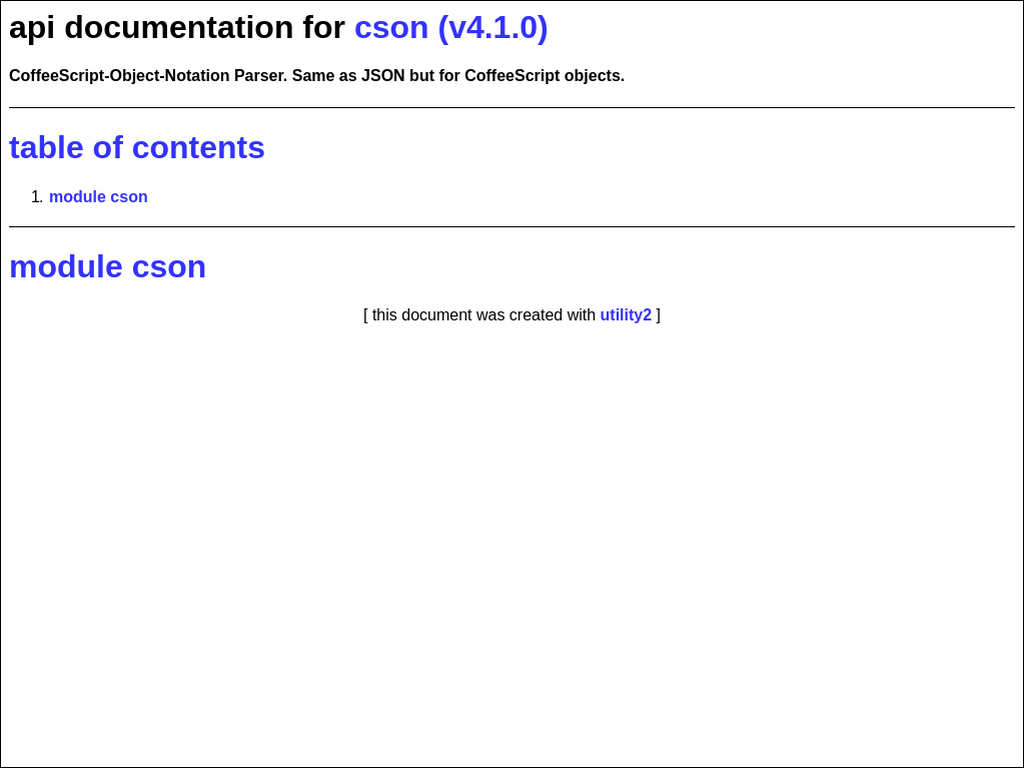 api documentation for cson (v4.1.0)
CoffeeScript-Object-Notation Parser. Same as JSON but for CoffeeScript objects.
table of contents
1. module cson
module cson
[ this document was created with utility2 ]